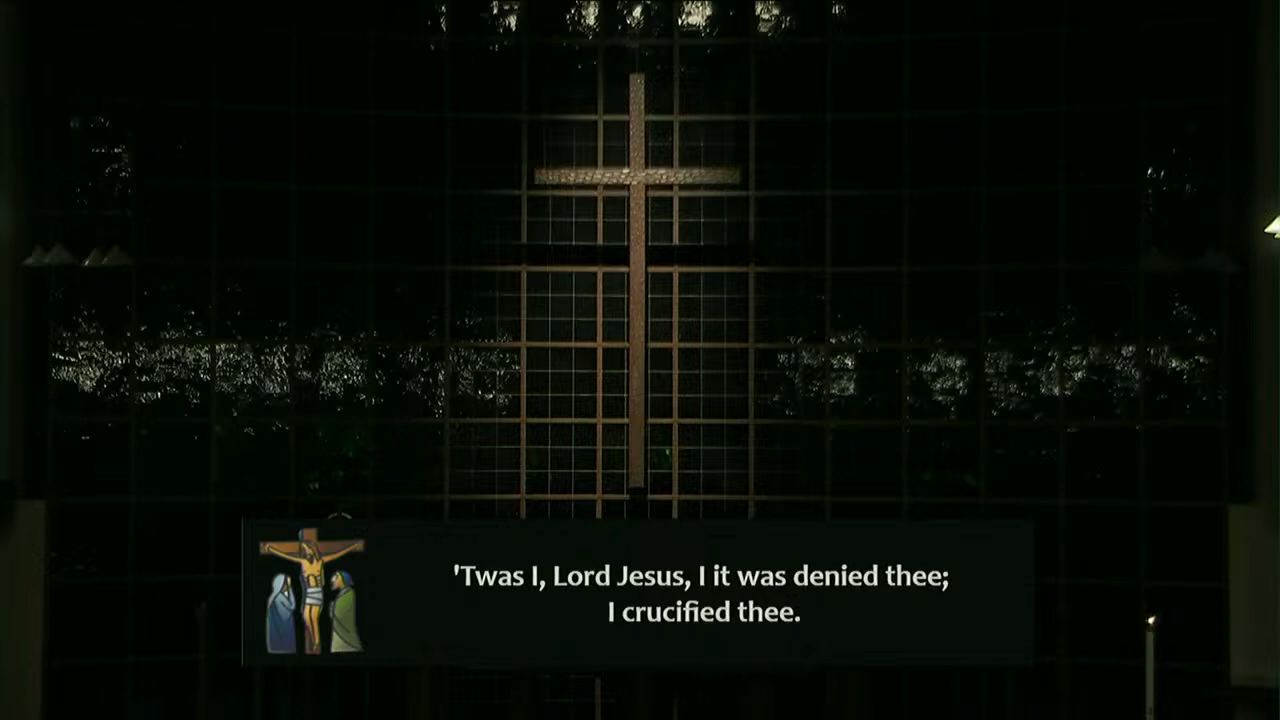 'Twas I, Lord Jesus, I it was denied thee;
I crucified thee.